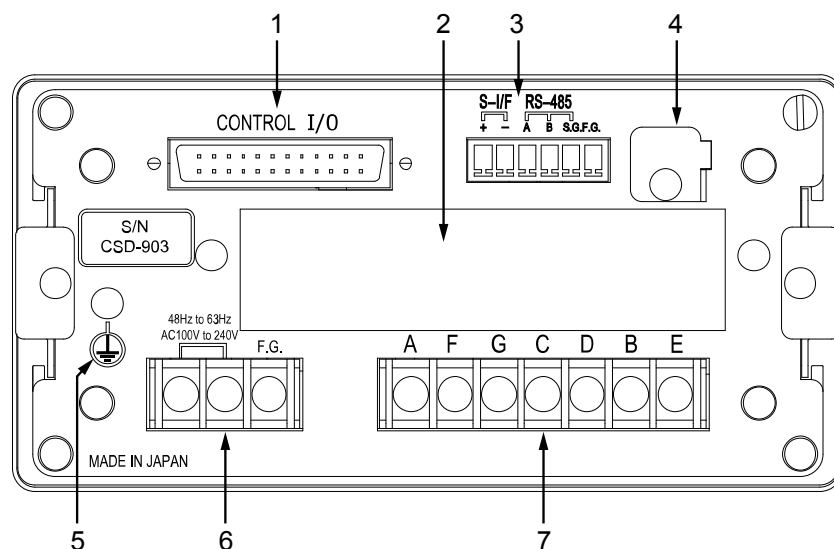 1 2 3 4
CONTROL I/O
S-I/F RS-485
+ - A B S.G.F.G.
S/N
CSD-903
48Hz to 63Hz
AC100V to 240V
F.G.
A F G C D B E
MADE IN JAPAN
5 6 7